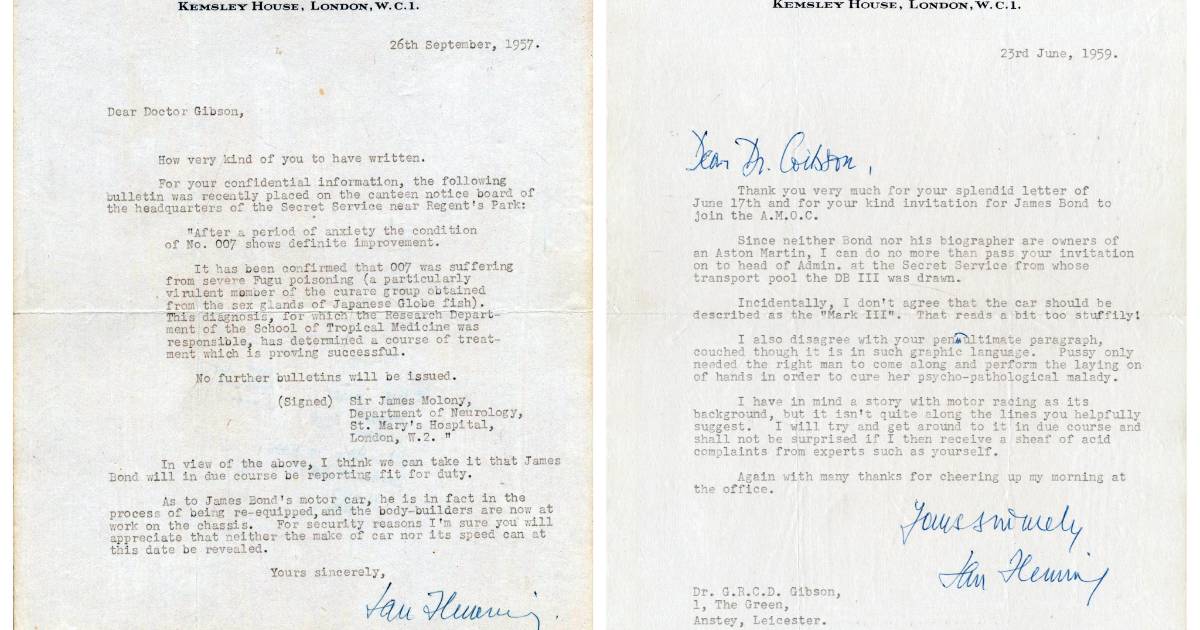 KEMSLEY HOUSE, LONDON, W.C.1.
26th September, 1957.
Dear Doctor Gibson,
How very kind of you to have written.
For your confidential information, the following
bulletin was recently placed on the canteen notice board of
the headquarters of the Secret Service near Regent's Park:
"After a period of anxiety the condition
of No. 007 shows definite improvement.
It has been confirmed that 007 was suffering
from severe Fugu poisoning (a particularly
virulent member of the curare group obtained
from the sex glands of Japanese Globe fish).
This diagnosis, for which the Research Depart-
ment of the School of Tropical Medicine was
responsible, has determined a course of treat-
ment which is proving successful.
No further bulletins will be issued.
(Signed) Sir James Molony,
Department of Neurology,
St. Mary's Hospital,
London, W.2. "
In view of the above, I think we can take it that James
Bond will in due course be reporting fit for duty.
As to James Bond's motor car, he is in fact in the
process of being re-equipped, and the body-builders are now at
work on the chassis. For security reasons I'm sure you will
appreciate that neither the make of car nor its speed can at
this date be revealed.
Yours sincerely,
Ian Fleming.
KEMSLEY HOUSE, LONDON, W.C.1.
23rd June, 1959.
Dear Dr. Gibson,
Thank you very much for your splendid letter of
June 17th and for your kind invitation for James Bond to
join the A.M.O.C.
Since neither Bond nor his biographer are owners of
an Aston Martin, I can do no more than pass your invitation
on to head of Admin. at the Secret Service from whose
transport pool the DB III was drawn.
Incidentally, I don't agree that the car should be
described as the "Mark III". That reads a bit too stuffily!
I also disagree with your penultimate paragraph,
couched though it is in such graphic language. Pussy only
needed the right man to come along and perform the laying on
of hands in order to cure her psycho-pathological malady.
I have in mind a story with motor racing as its
background, but it isn't quite along the lines you helpfully
suggest. I will try and get around to it in due course and
shall not be surprised if I then receive a sheaf of acid
complaints from experts such as yourself.
Again with many thanks for cheering up my morning at
the office.
Yours sincerely
Ian Fleming
Dr. G.R.C.D. Gibson,
1, The Green,
Anstey, Leicester.